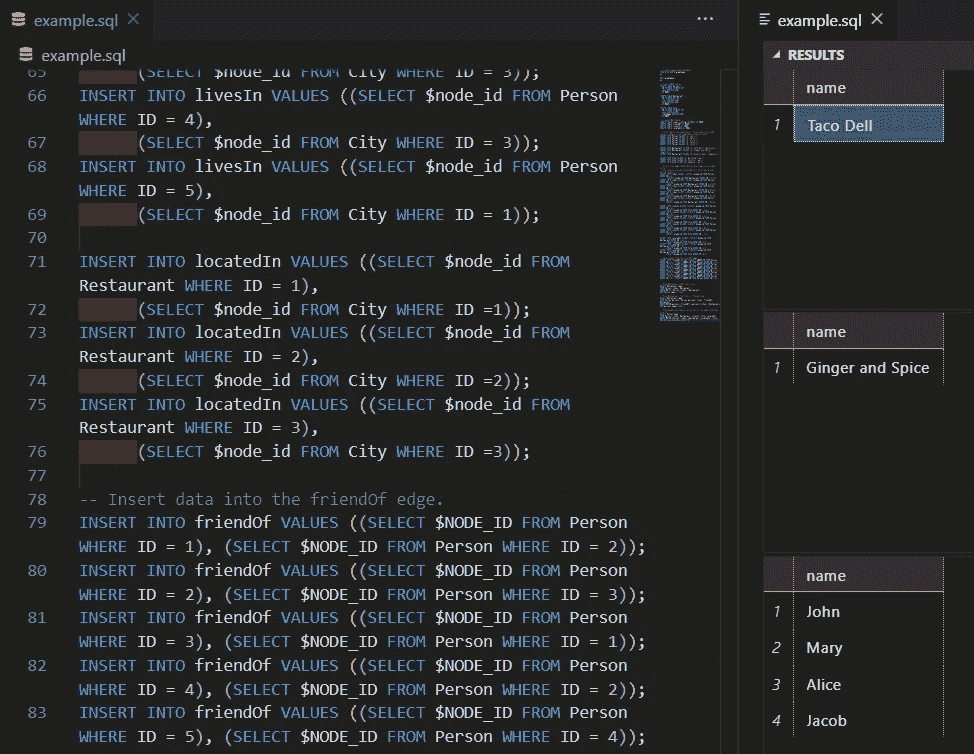 example.sql
example.sql
65 (SELECT $node_id FROM City WHERE ID = 3));
66 INSERT INTO livesIn VALUES ((SELECT $node_id FROM Person
WHERE ID = 4),
67 (SELECT $node_id FROM City WHERE ID = 3));
68 INSERT INTO livesIn VALUES ((SELECT $node_id FROM Person
WHERE ID = 5),
69 (SELECT $node_id FROM City WHERE ID = 1));
70
71 INSERT INTO locatedIn VALUES ((SELECT $node_id FROM
Restaurant WHERE ID = 1),
72 (SELECT $node_id FROM City WHERE ID =1));
73 INSERT INTO locatedIn VALUES ((SELECT $node_id FROM
Restaurant WHERE ID = 2),
74 (SELECT $node_id FROM City WHERE ID =2));
75 INSERT INTO locatedIn VALUES ((SELECT $node_id FROM
Restaurant WHERE ID = 3),
76 (SELECT $node_id FROM City WHERE ID =3));
77
78 -- Insert data into the friendOf edge.
79 INSERT INTO friendOf VALUES ((SELECT $NODE_ID FROM Person
WHERE ID = 1), (SELECT $NODE_ID FROM Person WHERE ID = 2));
80 INSERT INTO friendOf VALUES ((SELECT $NODE_ID FROM Person
WHERE ID = 2), (SELECT $NODE_ID FROM Person WHERE ID = 3));
81 INSERT INTO friendOf VALUES ((SELECT $NODE_ID FROM Person
WHERE ID = 3), (SELECT $NODE_ID FROM Person WHERE ID = 1));
82 INSERT INTO friendOf VALUES ((SELECT $NODE_ID FROM Person
WHERE ID = 4), (SELECT $NODE_ID FROM Person WHERE ID = 2));
83 INSERT INTO friendOf VALUES ((SELECT $NODE_ID FROM Person
WHERE ID = 5), (SELECT $NODE_ID FROM Person WHERE ID = 4));
example.sql
RESULTS
name
1 Taco Dell
name
1 Ginger and Spice
name
1 John
2 Mary
3 Alice
4 Jacob